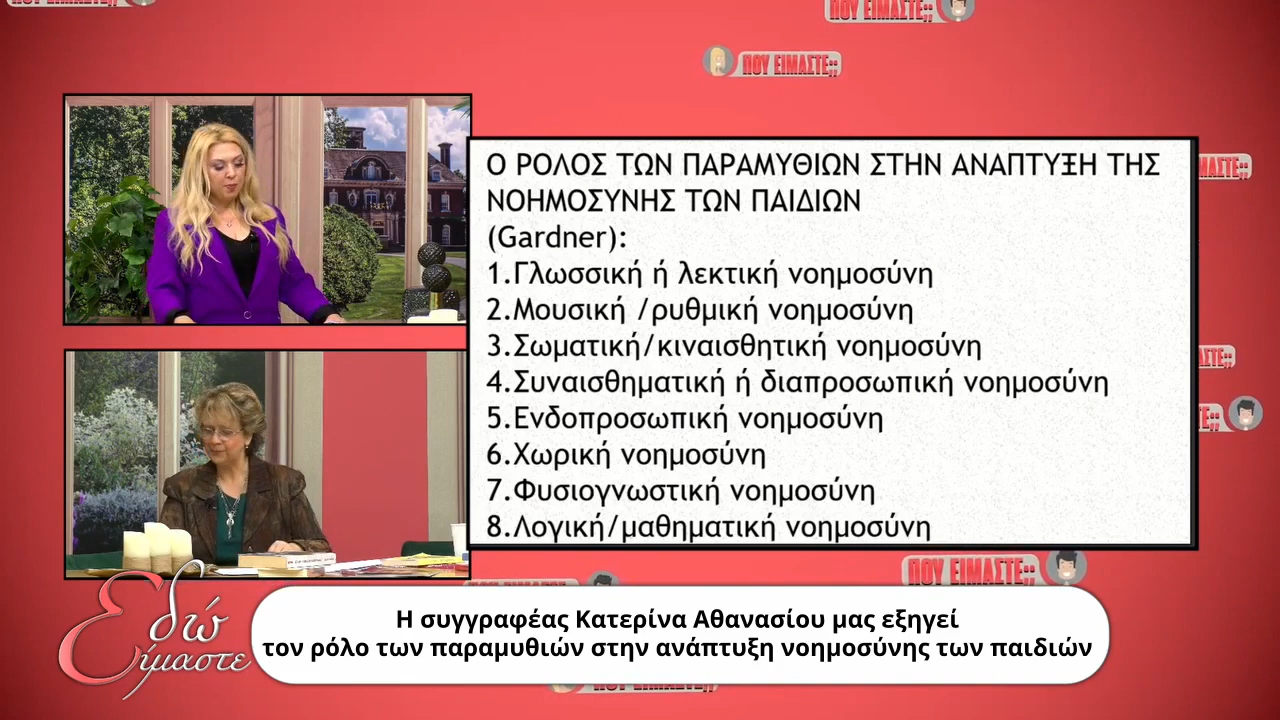 ΠΟΥ ΕΙΜΑΣΤΕ;;
ΠΟΥ ΕΙΜΑΣΤΕ;;
ΠΟΥ ΕΙΜΑΣΤΕ;;
Ο ΡΟΛΟΣ ΤΩΝ ΠΑΡΑΜΥΘΙΩΝ ΣΤΗΝ ΑΝΑΠΤΥΞΗ ΤΗΣ
ΝΟΗΜΟΣΥΝΗΣ ΤΩΝ ΠΑΙΔΙΩΝ
(Gardner):
1.Γλωσσική ή λεκτική νοημοσύνη
2.Μουσική /ρυθμική νοημοσύνη
3.Σωματική/κιναισθητική νοημοσύνη
4.Συναισθηματική ή διαπροσωπική νοημοσύνη
5.Ενδοπροσωπική νοημοσύνη
6.Χωρική νοημοσύνη
7.Φυσιογνωστική νοημοσύνη
8.Λογική/μαθηματική νοημοσύνη
ΠΟΥ ΕΙΜΑΣΤΕ;;
Εδώ
Είμαστε
Η συγγραφέας Κατερίνα Αθανασίου μας εξηγεί
τον ρόλο των παραμυθιών στην ανάπτυξη νοημοσύνης των παιδιών